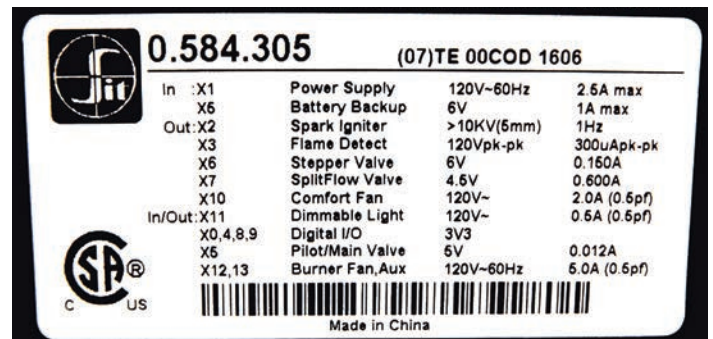 Sit 0.584.305 (07)TE 00COD 1606
In :X1 Power Supply 120V~60Hz 2.5A max
X5 Battery Backup 6V 1A max
Out:X2 Spark Igniter >10KV(5mm) 1Hz
X3 Flame Detect 120Vpk-pk 300uApk-pk
X6 Stepper Valve 6V 0.150A
X7 SplitFlow Valve 4.5V 0.600A
X10 Comfort Fan 120V~ 2.0A (0.5pf)
In/Out:X11 Dimmable Light 120V~ 0.5A (0.5pf)
X0,4,8,9 Digital I/O 3V3
X5 Pilot/Main Valve 5V 0.012A
X12,13 Burner Fan,Aux 120V~60Hz 5.0A (0.5pf)
SA ®
C US
Made in China